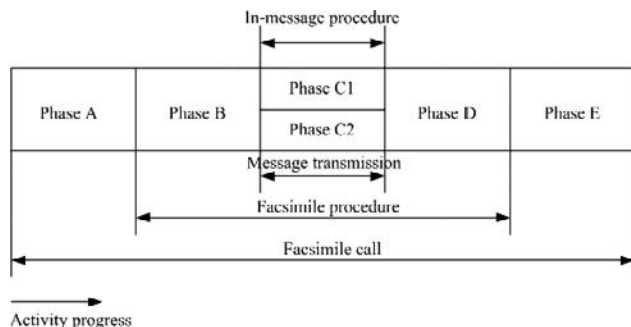 In-message procedure
Phase A
Phase B
Phase C1
Phase C2
Phase D
Phase E
Message transmission
Facsimile procedure
Facsimile call
Activity progress